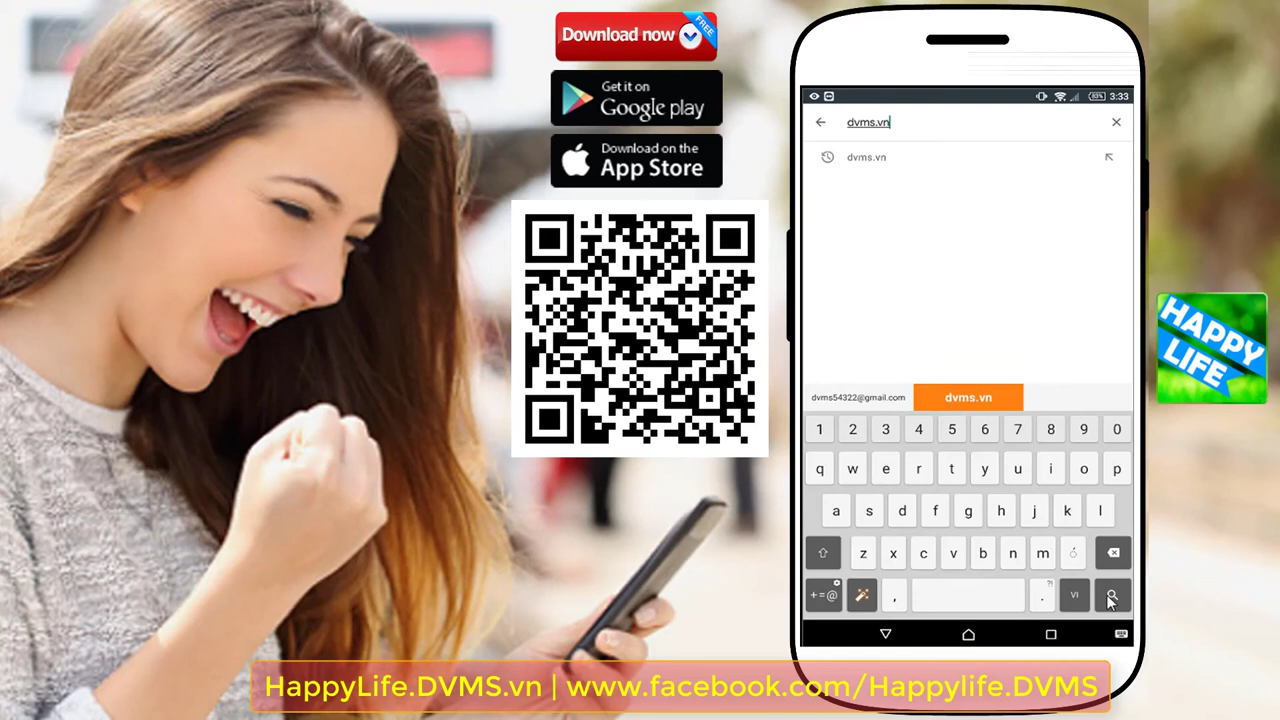 Download now
FREE
Get it on
Google play
Download on the
App Store
83% 3:33
dvms.vn
dvms.vn
dvms54322@gmail.com
dvms.vn
1 2 3 4 5 6 7 8 9 0
q w e r t y u i o p
a s d f g h j k l
z x c v b n m
+=@ , . ?! VI
HAPPY
LIFE
HappyLife.DVMS.vn | www.facebook.com/Happylife.DVMS